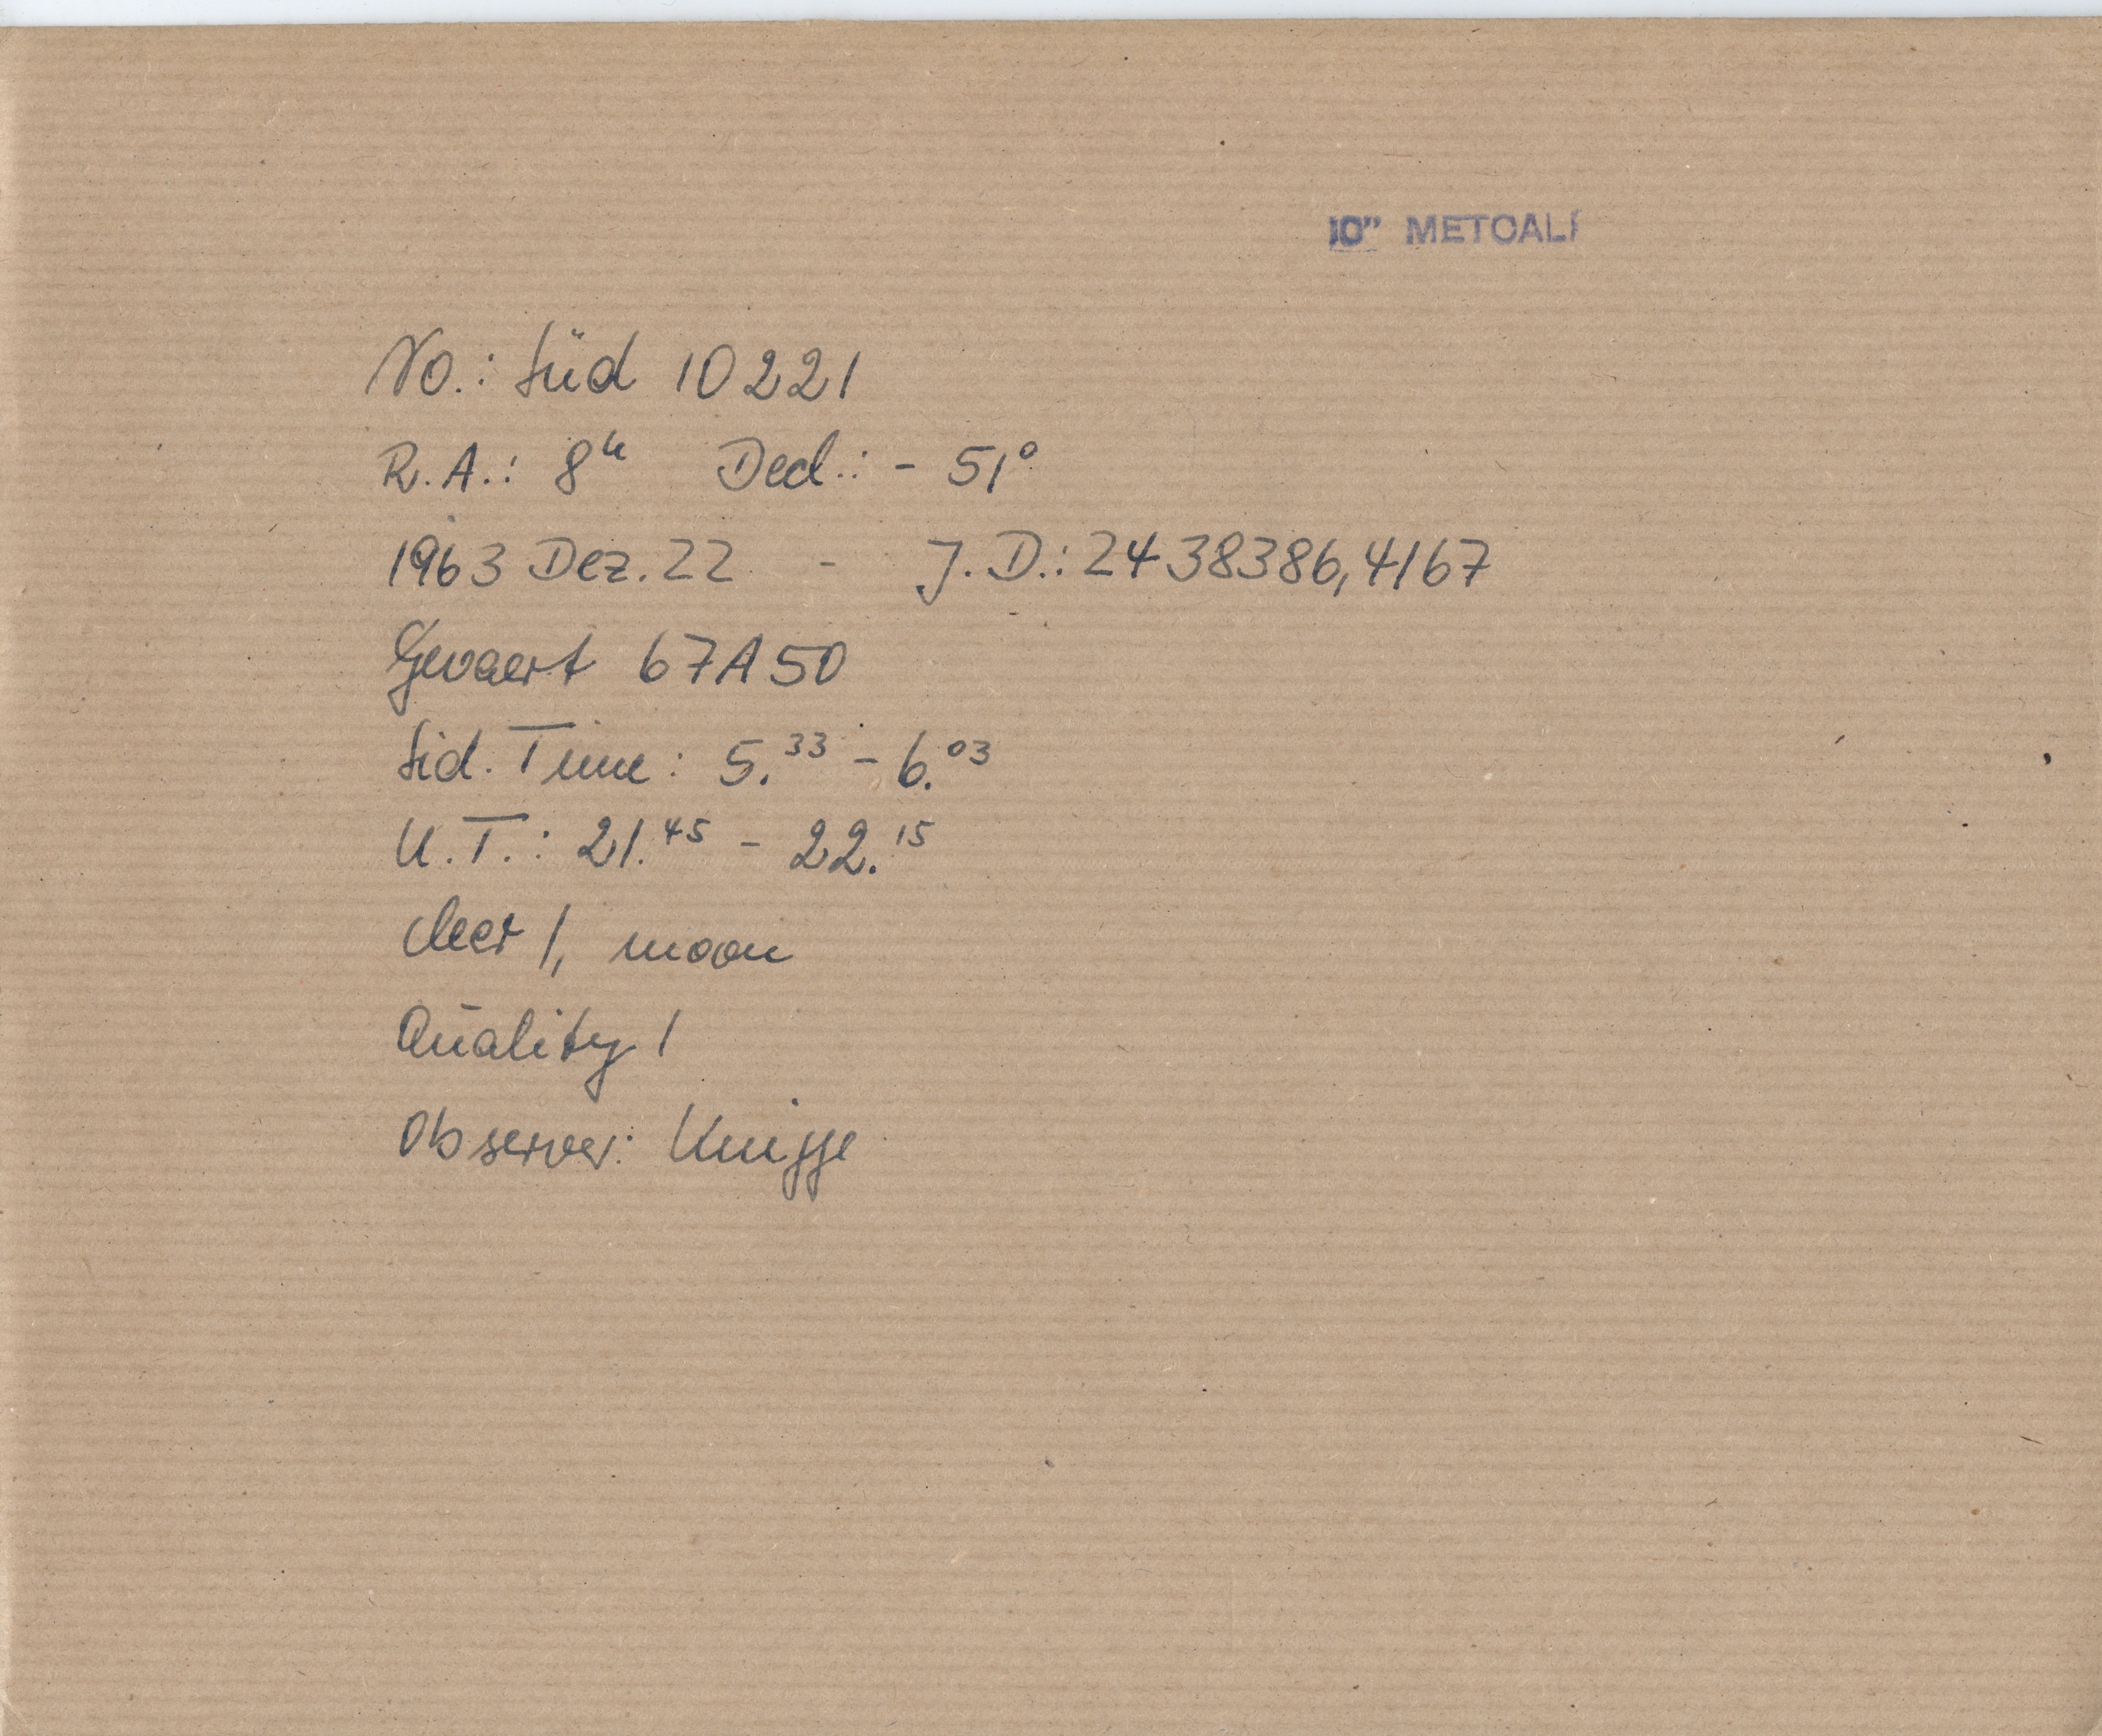 10" METCALF
No.: Süd 10221
R.A.: 8h Decl.: - 51°
1963 Dez. 22 - J.D.: 2438386,4167
Gevaert 67A50
Sid. Time: 5.33 - 6.03
U.T.: 21.45 - 22.15
clear 1, moon
Quality 1
Observer: Knigge